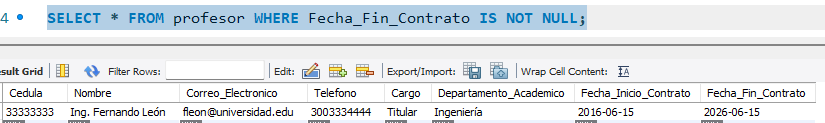 4 SELECT * FROM profesor WHERE Fecha_Fin_Contrato IS NOT NULL;
esult Grid Filter Rows: Edit: Export/Import: Wrap Cell Content:
Cedula Nombre Correo_Electronico Telefono Cargo Departamento_Academico Fecha_Inicio_Contrato Fecha_Fin_Contrato
33333333 Ing. Fernando León fleon@universidad.edu 3003334444 Titular Ingeniería 2016-06-15 2026-06-15